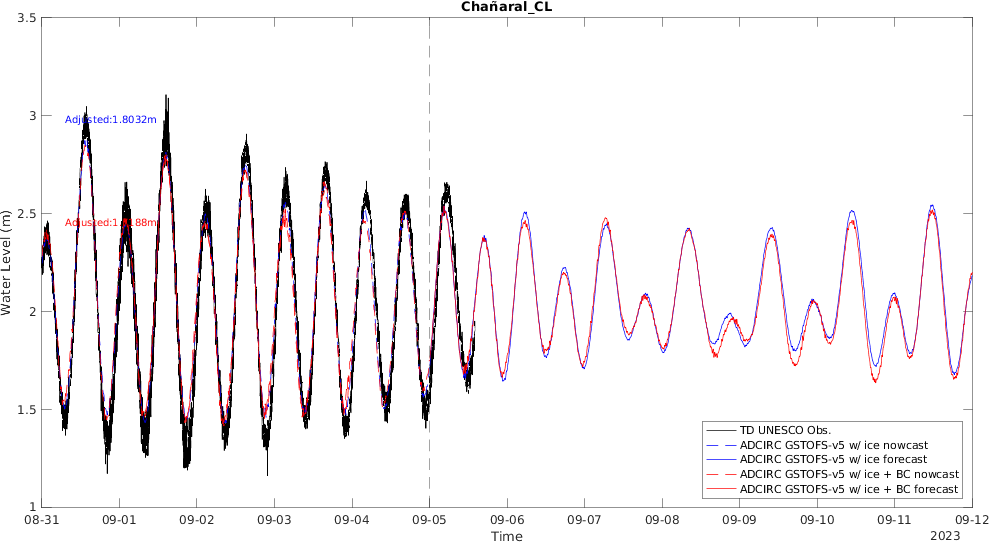 Chañaral_CL
3.5
3
2.5
2
1.5
1
Water Level (m)
Adjusted:1.8032m
08-31
09-01
09-02
09-03
09-04
09-05
09-06
09-07
09-08
09-09
09-10
09-11
09-12
Time
2023
TD UNESCO Obs.
ADCIRC GSTOFS-v5 w/ ice nowcast
ADCIRC GSTOFS-v5 w/ ice forecast
ADCIRC GSTOFS-v5 w/ ice + BC nowcast
ADCIRC GSTOFS-v5 w/ ice + BC forecast